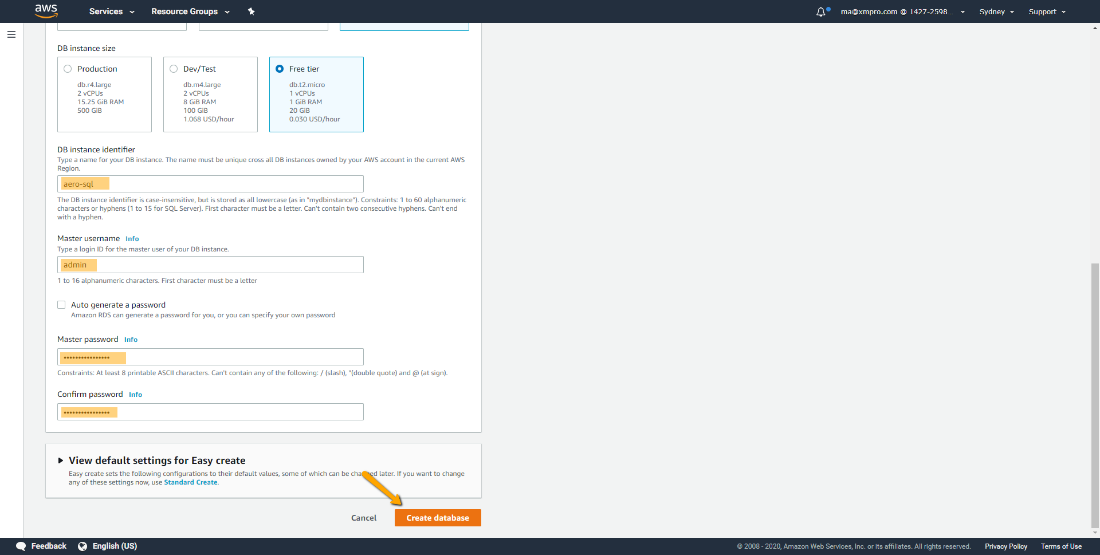 aws
Services
Resource Groups
ma@xmpro.com @ 1427-2598
Sydney
Support
DB instance size
Production
db.r4.large
2 vCPUs
15.25 GiB RAM
500 GiB
Dev/Test
db.m4.large
2 vCPUs
8 GiB RAM
100 GiB
1.068 USD/hour
Free tier
db.t2.micro
1 vCPUs
1 GiB RAM
20 GiB
0.030 USD/hour
DB instance identifier
Type a name for your DB instance. The name must be unique cross all DB instances owned by your AWS account in the current AWS
Region.
aero-sql
The DB instance identifier is case-insensitive, but is stored as all lowercase (as in "mydbinstance"). Constraints: 1 to 60 alphanumeric
characters or hyphens (1 to 15 for SQL Server). First character must be a letter. Can't contain two consecutive hyphens. Can't end
with a hyphen.
Master username Info
Type a login ID for the master user of your DB instance.
admin
1 to 16 alphanumeric characters. First character must be a letter
Auto generate a password
Amazon RDS can generate a password for you, or you can specify your own password
Master password Info
••••••••••••••••
Constraints: At least 8 printable ASCII characters. Can't contain any of the following: / (slash), "(double quote) and @ (at sign).
Confirm password Info
••••••••••••••••
View default settings for Easy create
Easy create sets the following configurations to their default values, some of which can be changed later. If you want to change
any of these settings now, use Standard Create.
Cancel
Create database
Feedback
English (US)
© 2008 - 2020, Amazon Web Services, Inc. or its affiliates. All rights reserved.
Privacy Policy
Terms of Use